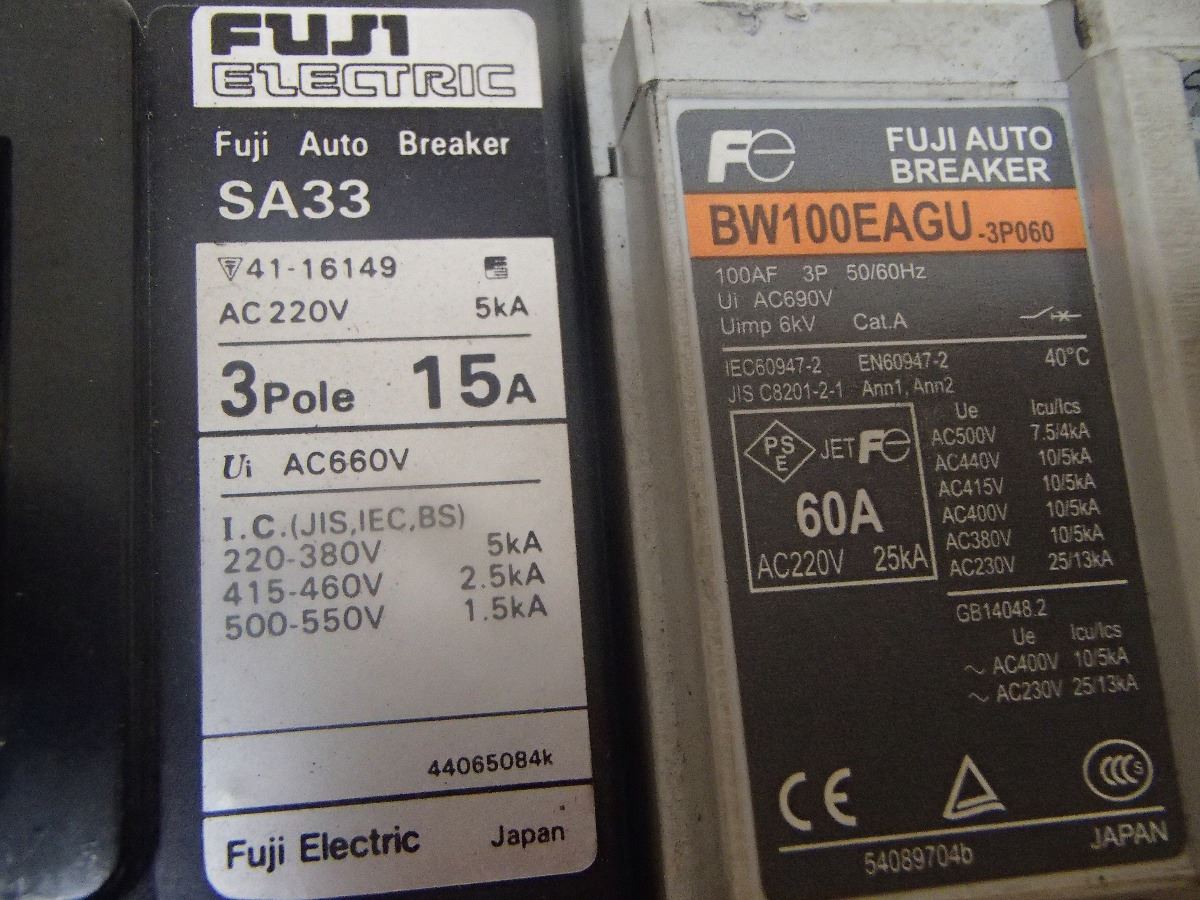 FUJI
ELECTRIC
Fuji Auto Breaker
SA33
41-16149
AC 220V 5kA
3Pole 15A
Ui AC660V
I.C.(JIS,IEC,BS)
220-380V 5kA
415-460V 2.5kA
500-550V 1.5kA
44065084k
Fuji Electric Japan
Fe FUJI AUTO
BREAKER
BW100EAGU-3P060
100AF 3P 50/60Hz
Ui AC690V
Uimp 6kV Cat.A
IEC60947-2 EN60947-2 40°C
JIS C8201-2-1 Ann1, Ann2
PS
E
JET Fe
60A
AC220V 25kA
Ue Icu/Ics
AC500V 7.5/4kA
AC440V 10/5kA
AC415V 10/5kA
AC400V 10/5kA
AC380V 10/5kA
AC230V 25/13kA
GB14048.2
Ue Icu/Ics
~ AC400V 10/5kA
~ AC230V 25/13kA
CE CCC S
54089704b JAPAN